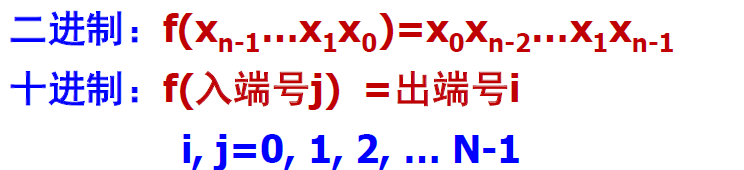 二进制：f(xn-1…x1x0)=x0xn-2…x1xn-1
十进制：f(入端号j) =出端号i
i, j=0, 1, 2, … N-1